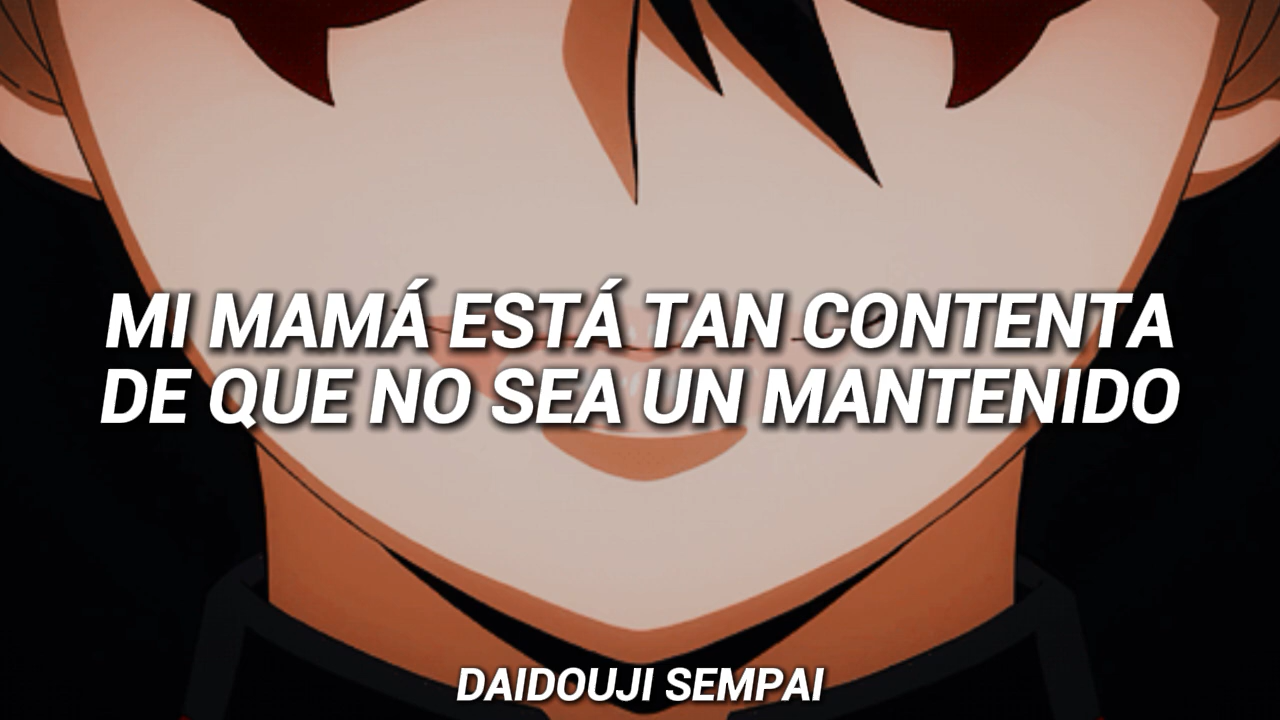 MI MAMÁ ESTÁ TAN CONTENTA
DE QUE NO SEA UN MANTENIDO
DAIDOUJI SEMPAI